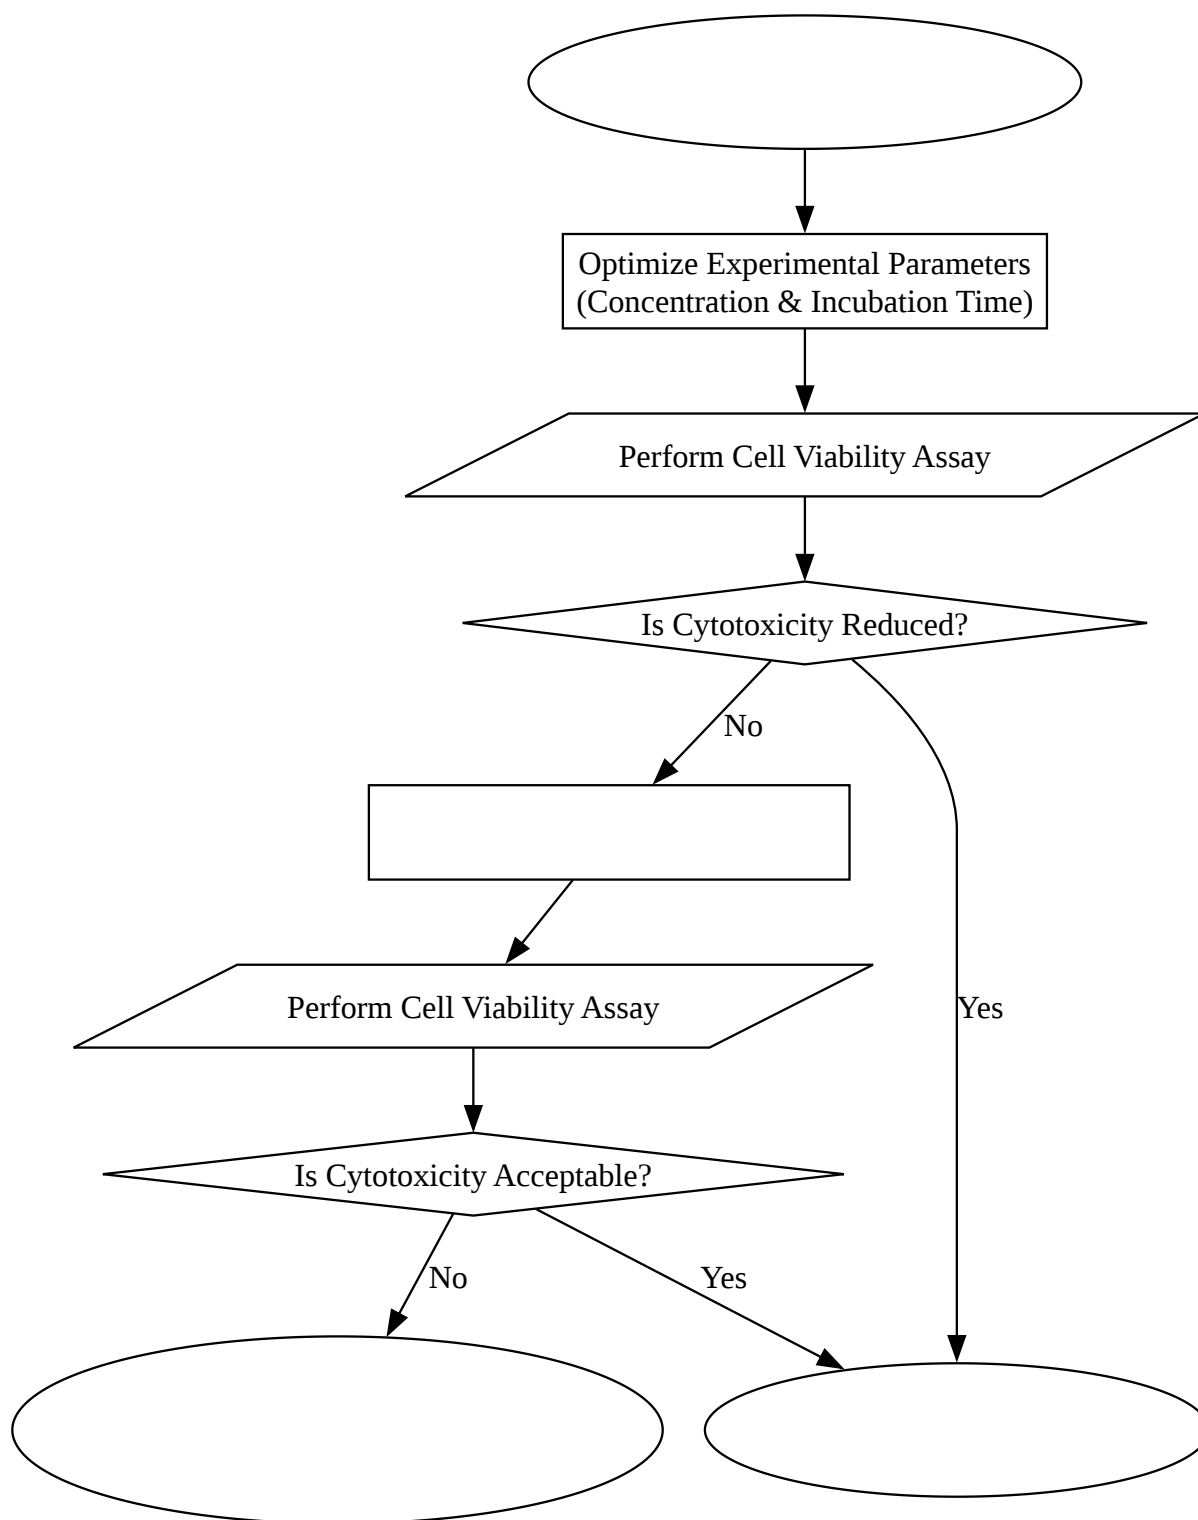 Optimize Experimental Parameters
(Concentration & Incubation Time)
Perform Cell Viability Assay
Is Cytotoxicity Reduced?
No
Perform Cell Viability Assay
Yes
Is Cytotoxicity Acceptable?
No
Yes